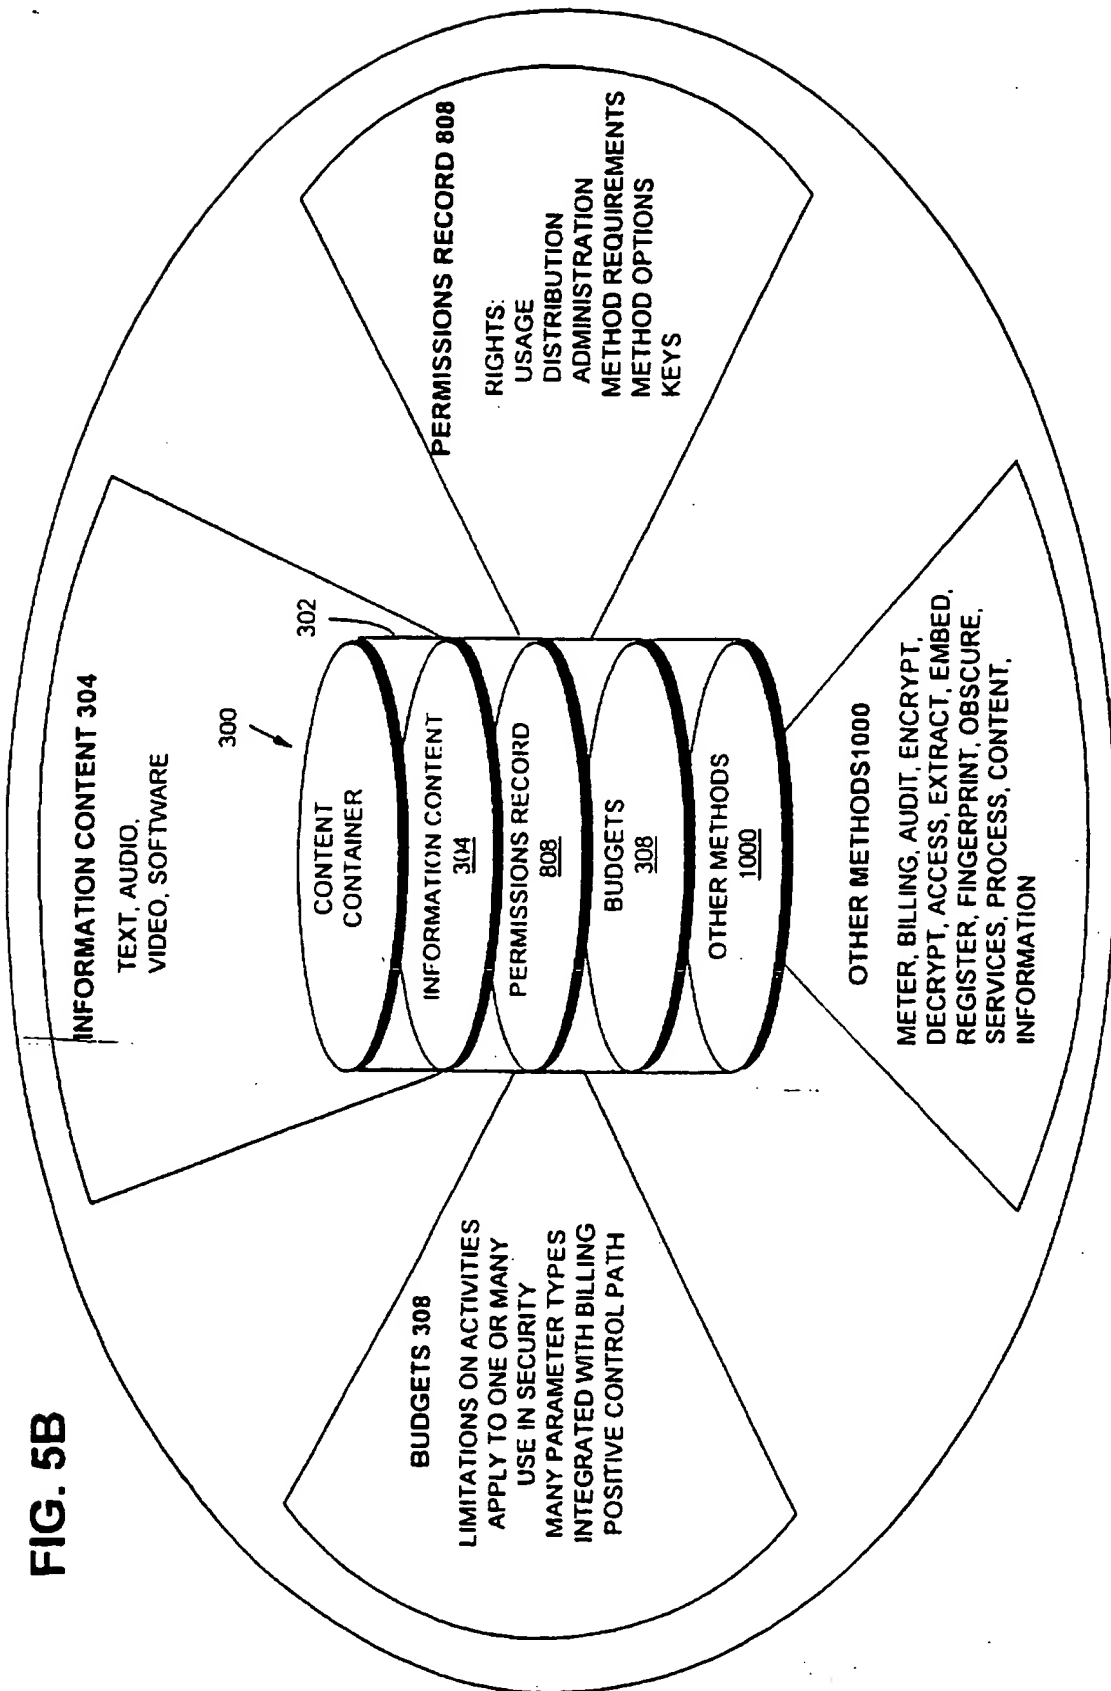 FIG. 5B
INFORMATION CONTENT 304
TEXT, AUDIO,
VIDEO, SOFTWARE
300
302
CONTENT
CONTAINER
INFORMATION CONTENT
304
PERMISSIONS RECORD
808
BUDGETS
308
OTHER METHODS
1000
BUDGETS 308
LIMITATIONS ON ACTIVITIES
APPLY TO ONE OR MANY
USE IN SECURITY
MANY PARAMETER TYPES
INTEGRATED WITH BILLING
POSITIVE CONTROL PATH
PERMISSIONS RECORD 808
RIGHTS:
USAGE
DISTRIBUTION
ADMINISTRATION
METHOD REQUIREMENTS
METHOD OPTIONS
KEYS
OTHER METHODS1000
METER, BILLING, AUDIT, ENCRYPT,
DECRYPT, ACCESS, EXTRACT, EMBED,
REGISTER, FINGERPRINT, OBSCURE,
SERVICES, PROCESS, CONTENT,
INFORMATION